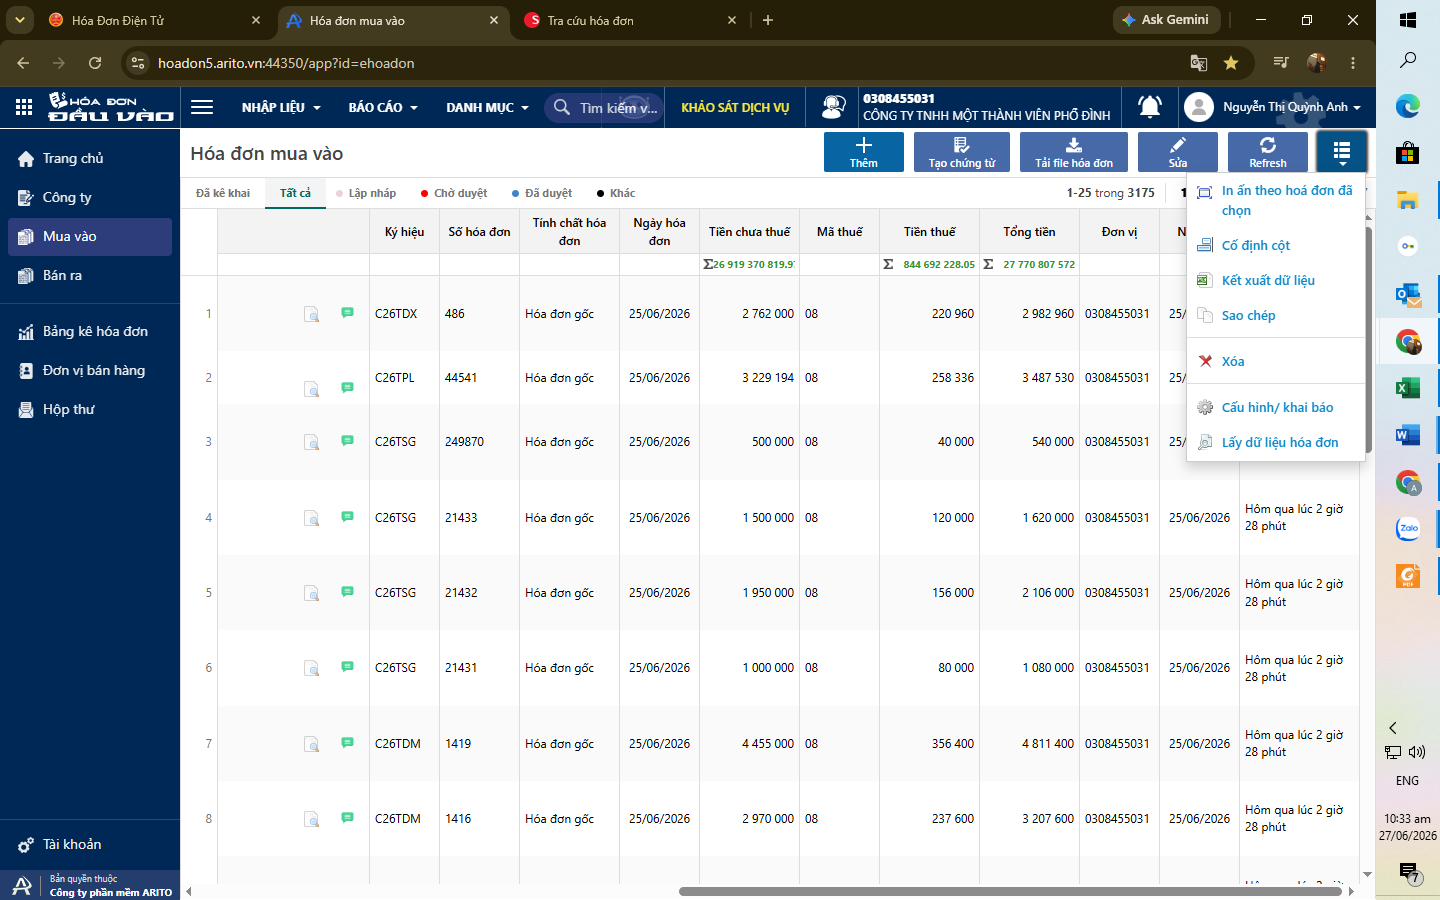 Hóa Đơn Điện Tử
Hóa đơn mua vào
Tra cứu hóa đơn
Ask Gemini
hoadon5.arito.vn:44350/app?id=ehoadon
HÓA ĐƠN
ĐẦU VÀO
NHẬP LIỆU
BÁO CÁO
DANH MỤC
Tìm kiếm v...
KHẢO SÁT DỊCH VỤ
0308455031
CÔNG TY TNHH MỘT THÀNH VIÊN PHỐ ĐÌNH
Nguyễn Thị Quỳnh Anh
Trang chủ
Công ty
Mua vào
Bán ra
Bảng kê hóa đơn
Đơn vị bán hàng
Hộp thư
Tài khoản
Bản quyền thuộc
Công ty phần mềm ARITO
Hóa đơn mua vào
Thêm
Tạo chứng từ
Tải file hóa đơn
Sửa
Refresh
Đã kê khai
Tất cả
Lập nháp
Chờ duyệt
Đã duyệt
Khác
1-25 trong 3175
1
In ấn theo hoá đơn đã
chọn
Cố định cột
Kết xuất dữ liệu
Sao chép
Xóa
Cấu hình/ khai báo
Lấy dữ liệu hóa đơn
Ký hiệu
Số hóa đơn
Tính chất hóa
đơn
Ngày hóa
đơn
Tiền chưa thuế
Mã thuế
Tiền thuế
Tổng tiền
Đơn vị
N
Σ26 919 370 819.9
Σ 844 692 228.05
Σ 27 770 807 572
1 C26TDX 486 Hóa đơn gốc 25/06/2026 2 762 000 08 220 960 2 982 960 0308455031 25/
2 C26TPL 44541 Hóa đơn gốc 25/06/2026 3 229 194 08 258 336 3 487 530 0308455031 25/
3 C26TSG 249870 Hóa đơn gốc 25/06/2026 500 000 08 40 000 540 000 0308455031 25/
4 C26TSG 21433 Hóa đơn gốc 25/06/2026 1 500 000 08 120 000 1 620 000 0308455031 25/06/2026 Hôm qua lúc 2 giờ
28 phút
5 C26TSG 21432 Hóa đơn gốc 25/06/2026 1 950 000 08 156 000 2 106 000 0308455031 25/06/2026 Hôm qua lúc 2 giờ
28 phút
6 C26TSG 21431 Hóa đơn gốc 25/06/2026 1 000 000 08 80 000 1 080 000 0308455031 25/06/2026 Hôm qua lúc 2 giờ
28 phút
7 C26TDM 1419 Hóa đơn gốc 25/06/2026 4 455 000 08 356 400 4 811 400 0308455031 25/06/2026 Hôm qua lúc 2 giờ
28 phút
8 C26TDM 1416 Hóa đơn gốc 25/06/2026 2 970 000 08 237 600 3 207 600 0308455031 25/06/2026 Hôm qua lúc 2 giờ
28 phút
Zalo
PDF
ENG
10:33 am
27/06/2026
7